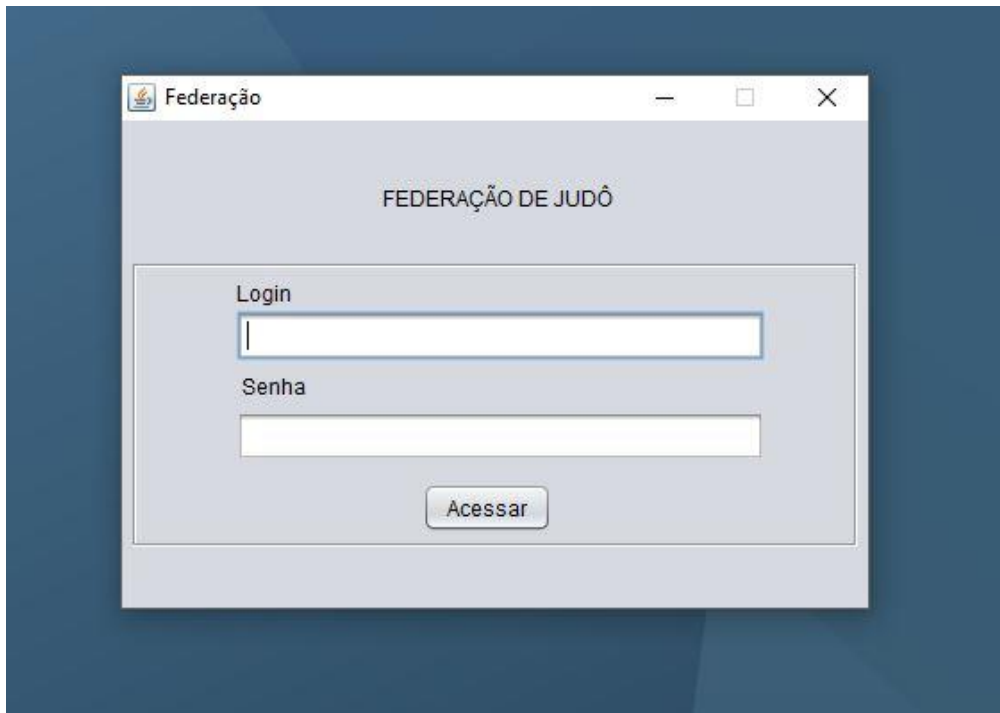 Federação
FEDERAÇÃO DE JUDÔ
Login
Senha
Acessar